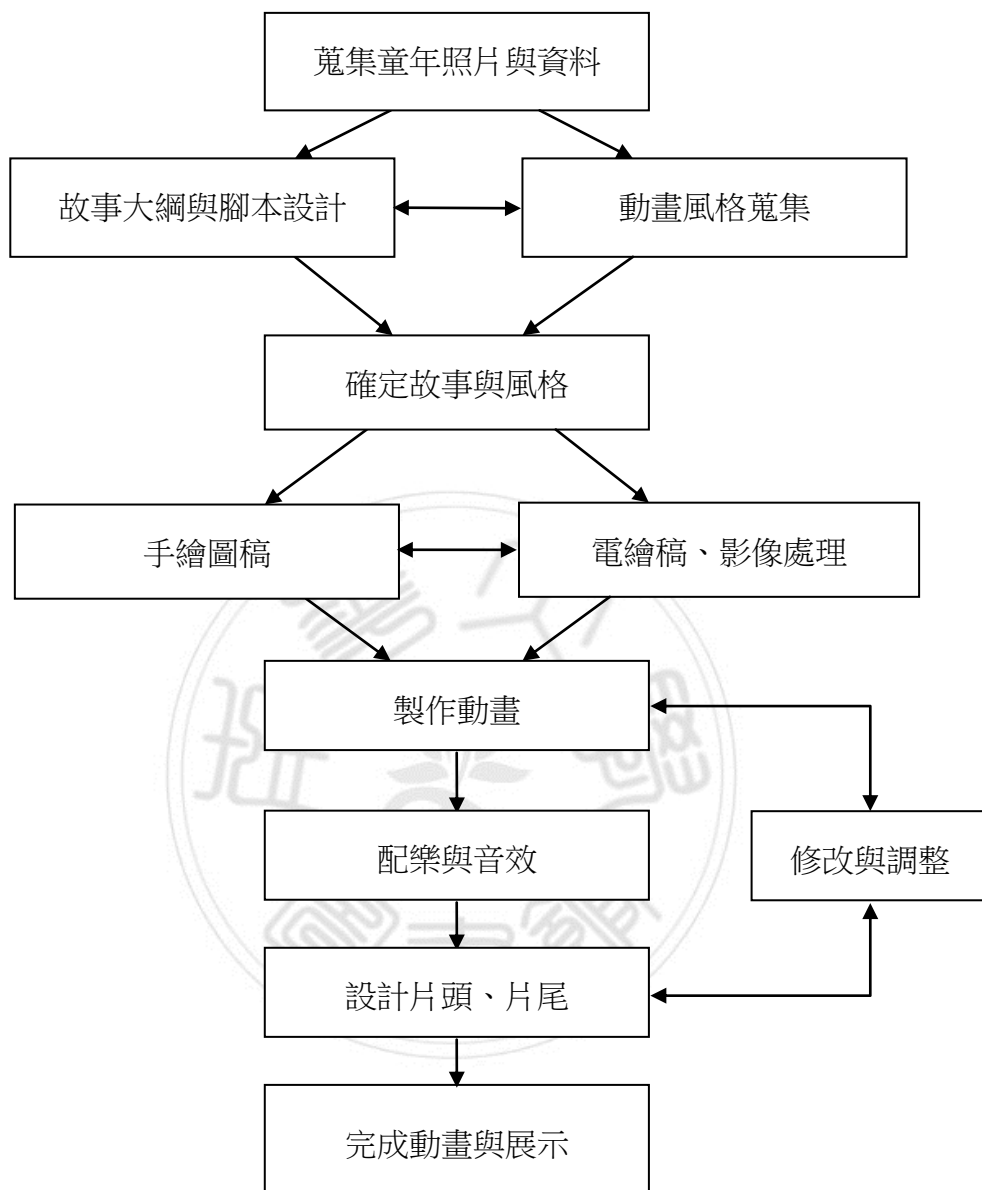 蒐集童年照片與資料
故事大綱與腳本設計
動畫風格蒐集
確定故事與風格
手繪圖稿
電繪稿、影像處理
製作動畫
配樂與音效
修改與調整
設計片頭、片尾
完成動畫與展示